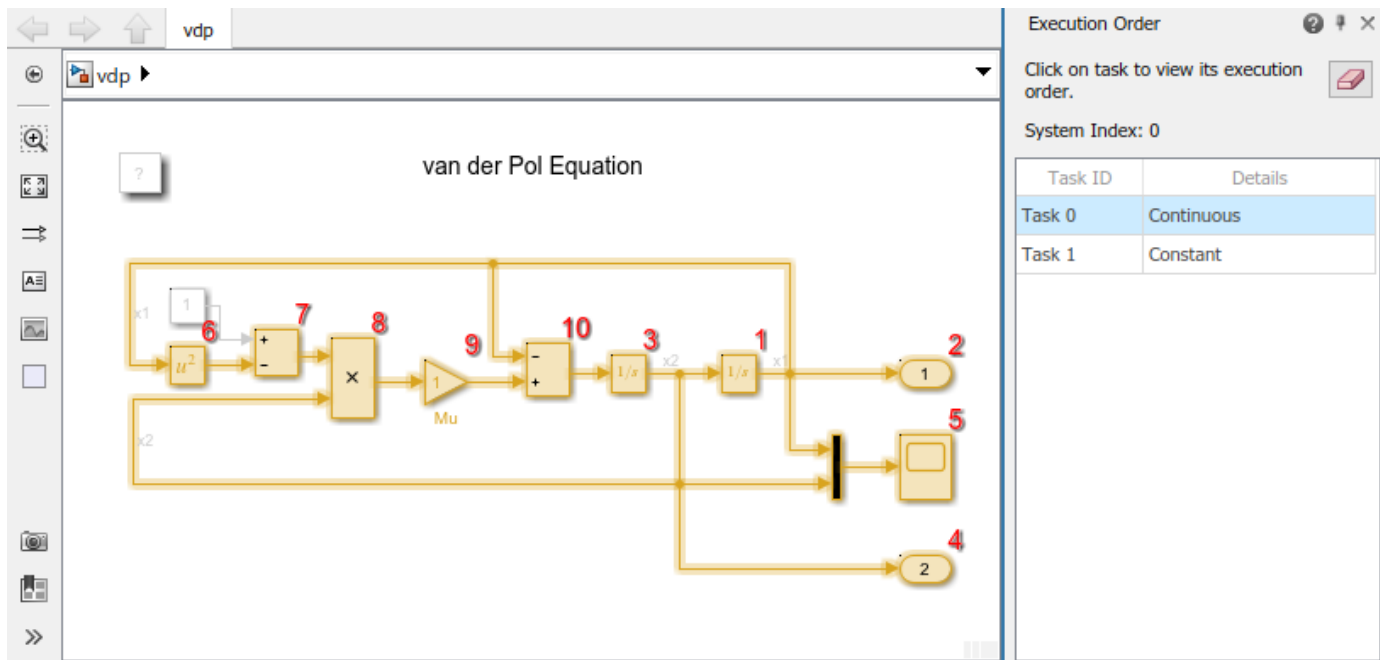 vdp
Execution Order
vdp
Click on task to view its execution
order.
System Index: 0
?
van der Pol Equation
Task ID Details
Task 0 Continuous
Task 1 Constant
x1
1
6
7
8
9
10
3
x2
1
x1
2
+
−
u²
×
1
−
+
1/s
1/s
1
Mu
x2
5
4
2